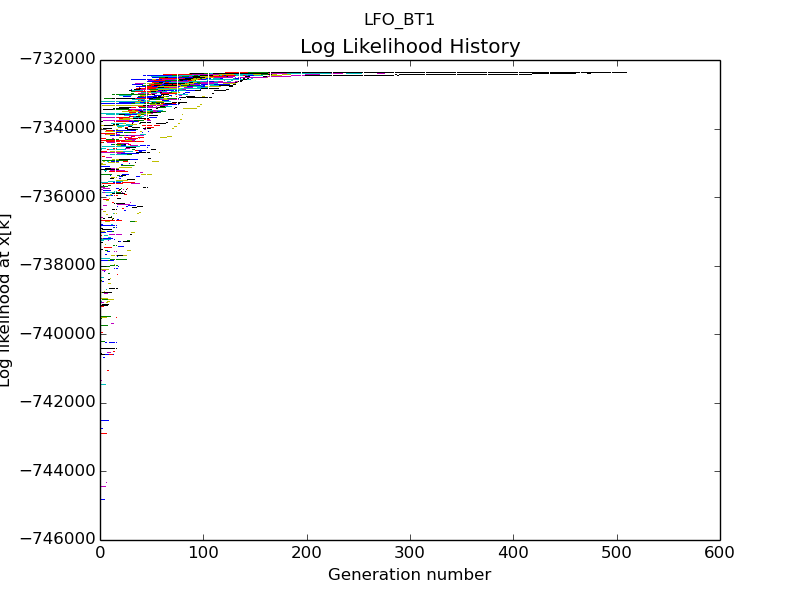 LFO_BT1
Log Likelihood History
−732000
−734000
−736000
−738000
−740000
−742000
−744000
−746000
Log likelihood at x[k]
0 100 200 300 400 500 600
Generation number